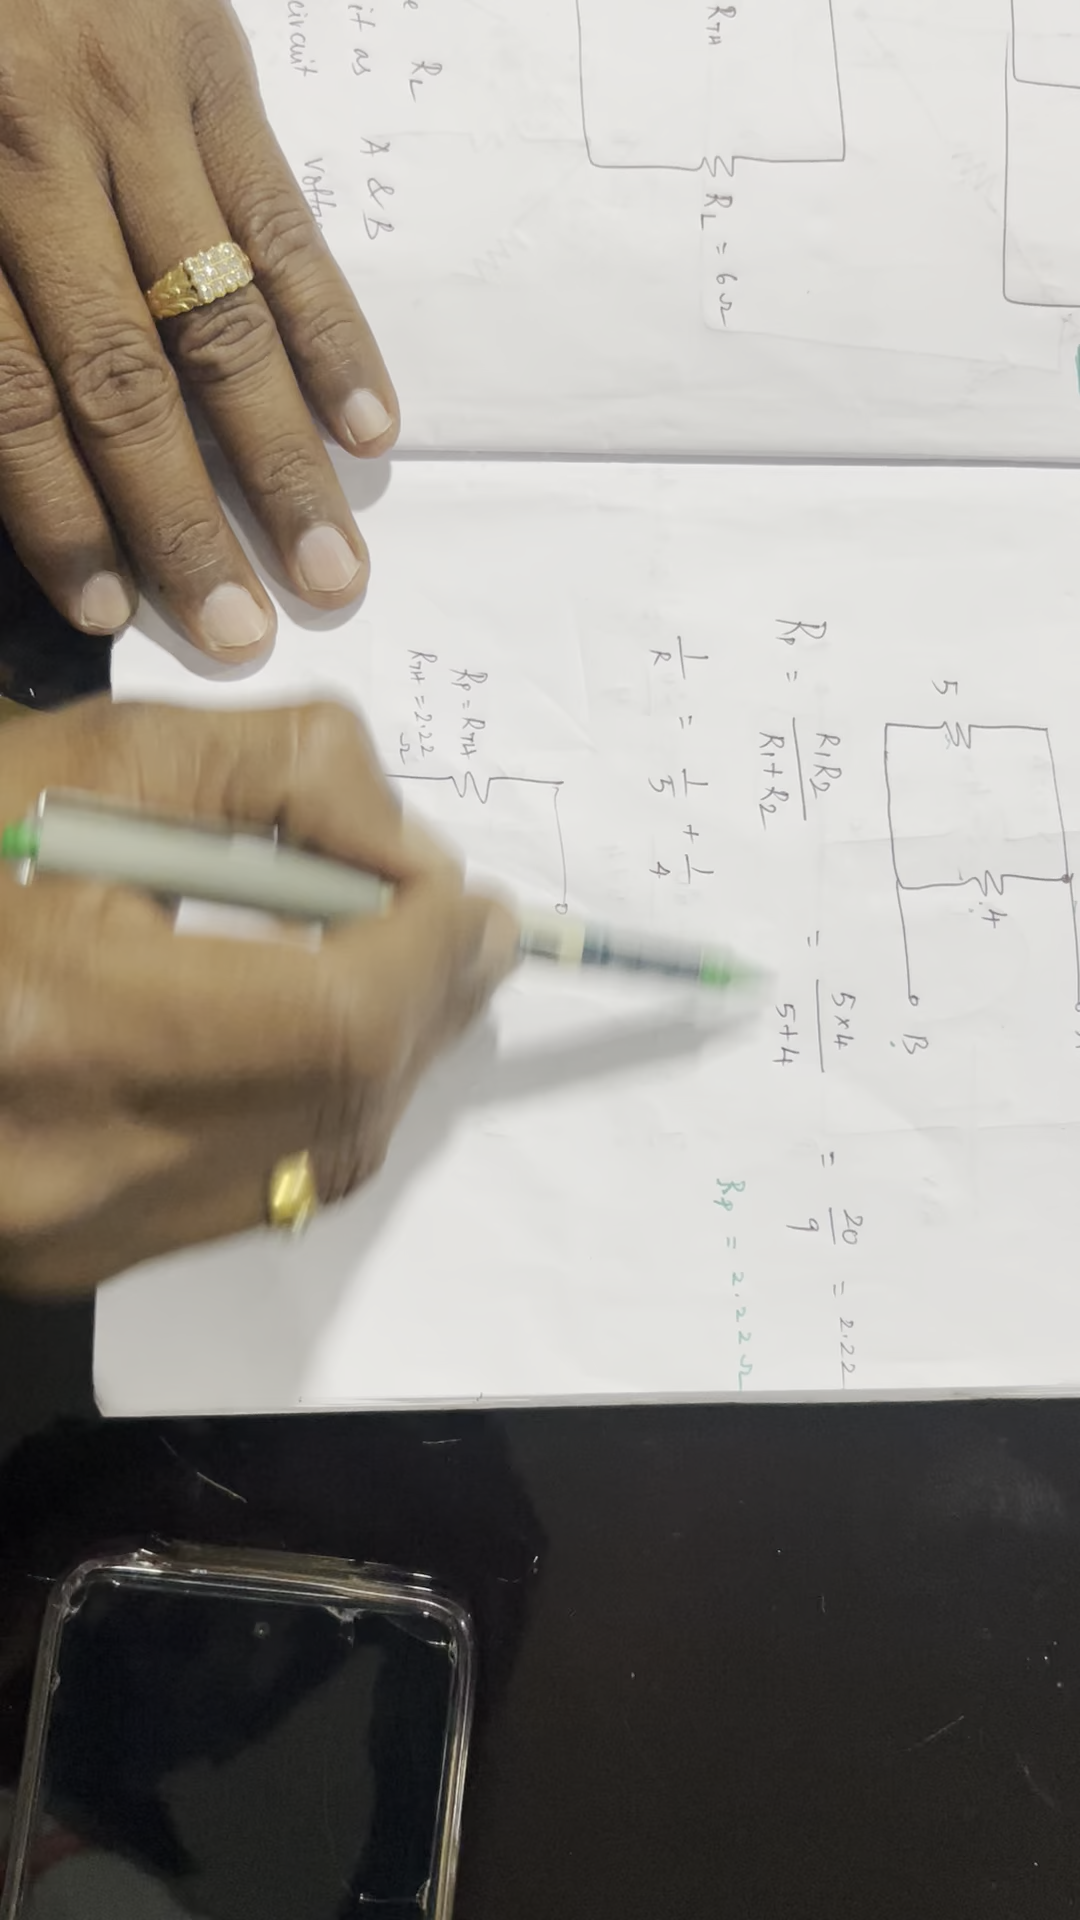 RTH
RL = 6Ω
RL
it as A & B
circuit
5
4
B
Rp = R1R2 / R1+R2 = 5×4 / 5+4 = 20 / 9 = 2.22
Rp = 2.22Ω
1/R = 1/5 + 1/4
Rp = RTH
RTH = 2.22
Ω